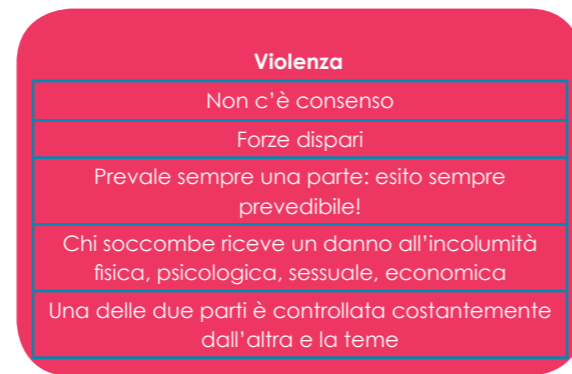 Violenza
Non c'è consenso
Forze dispari
Prevale sempre una parte: esito sempre
prevedibile!
Chi soccombe riceve un danno all'incolumità
fisica, psicologica, sessuale, economica
Una delle due parti è controllata costantemente
dall'altra e la teme